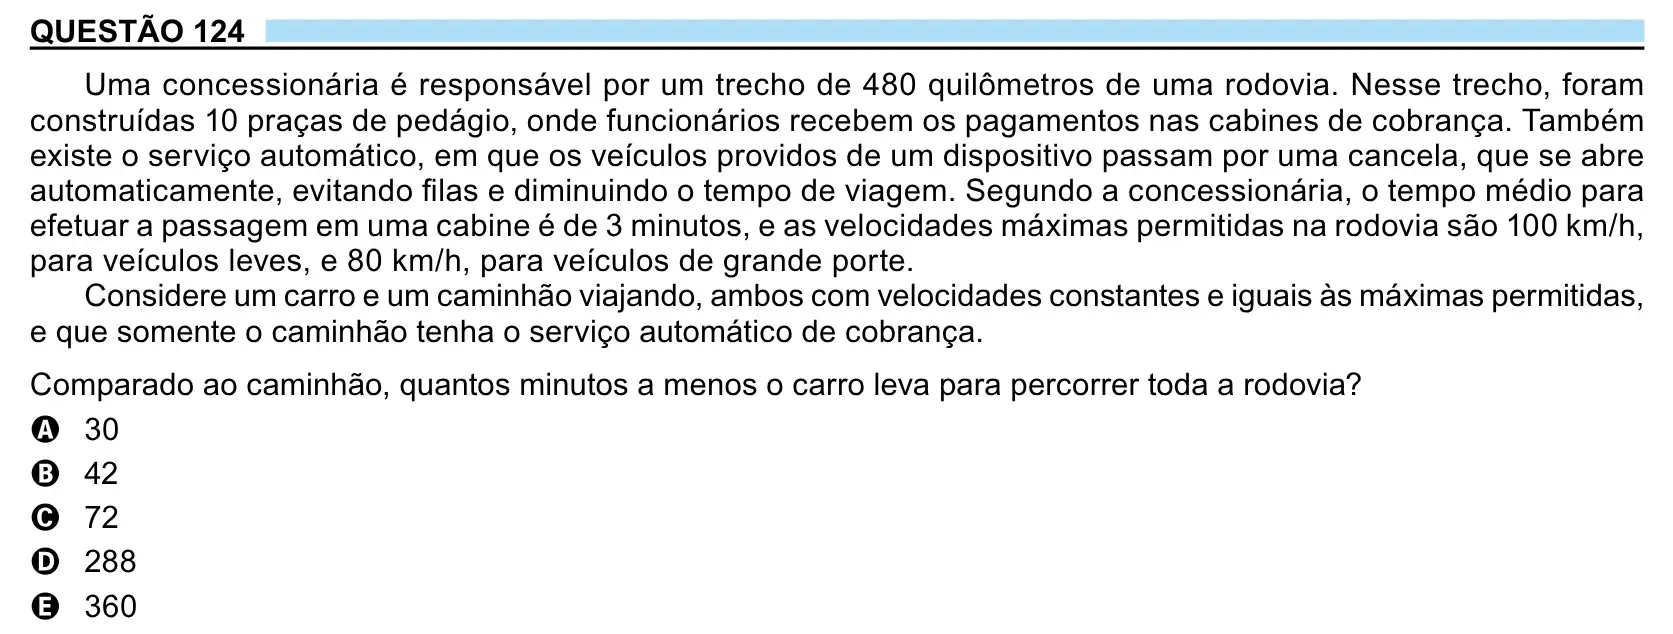 QUESTÃO 124
Uma concessionária é responsável por um trecho de 480 quilômetros de uma rodovia. Nesse trecho, foram
construídas 10 praças de pedágio, onde funcionários recebem os pagamentos nas cabines de cobrança. Também
existe o serviço automático, em que os veículos providos de um dispositivo passam por uma cancela, que se abre
automaticamente, evitando filas e diminuindo o tempo de viagem. Segundo a concessionária, o tempo médio para
efetuar a passagem em uma cabine é de 3 minutos, e as velocidades máximas permitidas na rodovia são 100 km/h,
para veículos leves, e 80 km/h, para veículos de grande porte.
Considere um carro e um caminhão viajando, ambos com velocidades constantes e iguais às máximas permitidas,
e que somente o caminhão tenha o serviço automático de cobrança.
Comparado ao caminhão, quantos minutos a menos o carro leva para percorrer toda a rodovia?
A 30
B 42
C 72
D 288
E 360